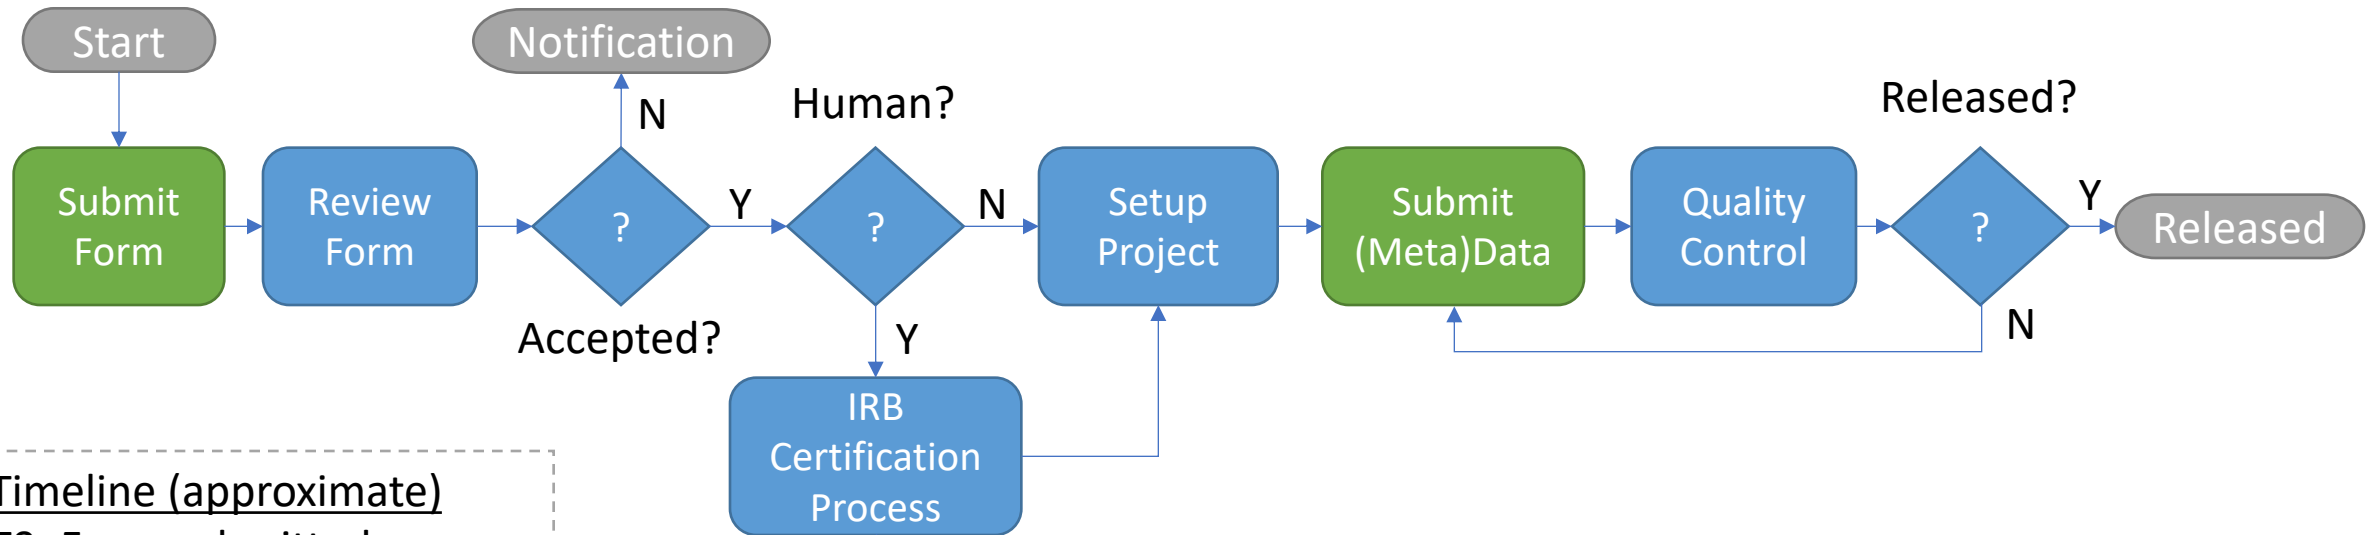 Start
Notification
Human?
Released?
N
Submit
Form
Review
Form
?
Y
?
N
Setup
Project
Submit
(Meta)Data
Quality
Control
?
Y
Released
Accepted?
Y
N
IRB
Certification
Process
Timeline (approximate)